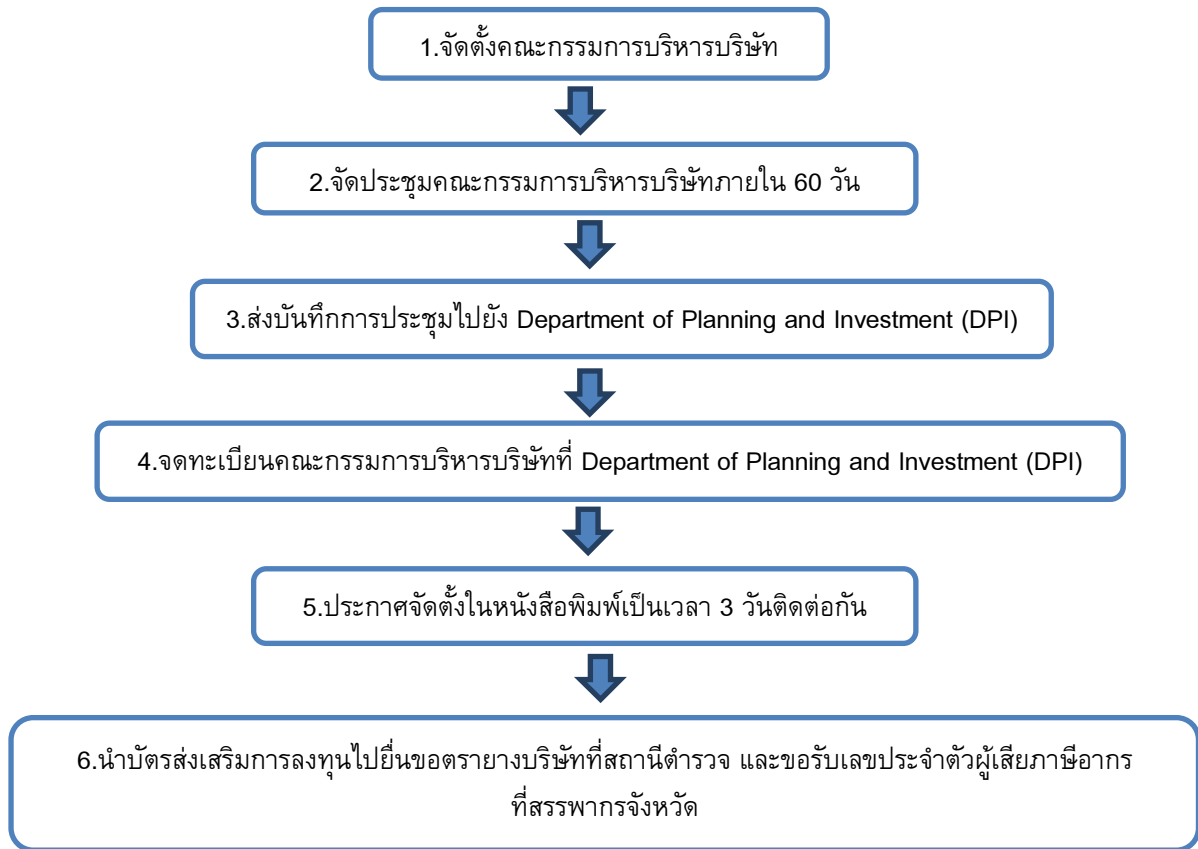 1.จัดตั้งคณะกรรมการบริหารบริษัท
2.จัดประชุมคณะกรรมการบริหารบริษัทภายใน 60 วัน
3.ส่งบันทึกการประชุมไปยัง Department of Planning and Investment (DPI)
4.จดทะเบียนคณะกรรมการบริหารบริษัทที่ Department of Planning and Investment (DPI)
5.ประกาศจัดตั้งในหนังสือพิมพ์เป็นเวลา 3 วันติดต่อกัน
6.นำบัตรส่งเสริมการลงทุนไปยื่นขอตรายางบริษัทที่สถานีตำรวจ และขอรับเลขประจำตัวผู้เสียภาษีอากร
ที่สรรพากรจังหวัด